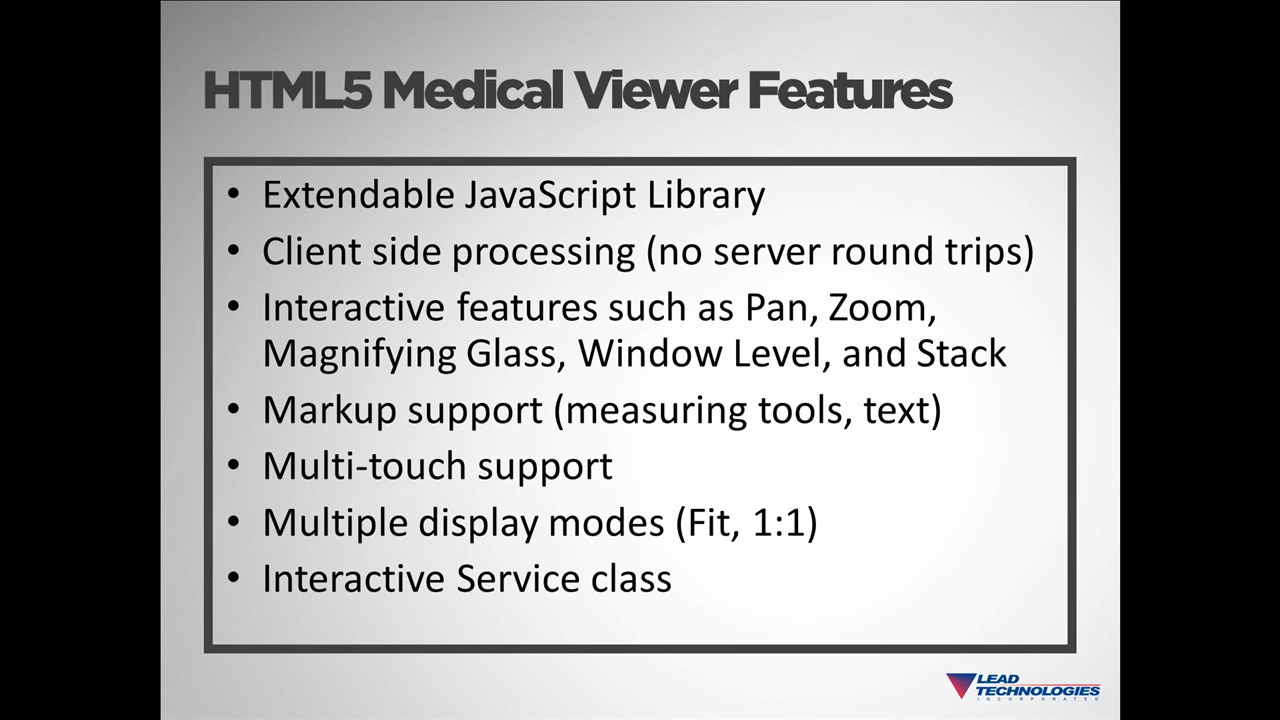 HTML5 Medical Viewer Features
• Extendable JavaScript Library
• Client side processing (no server round trips)
• Interactive features such as Pan, Zoom,
Magnifying Glass, Window Level, and Stack
• Markup support (measuring tools, text)
• Multi-touch support
• Multiple display modes (Fit, 1:1)
• Interactive Service class
LEAD
TECHNOLOGIES
INCORPORATED